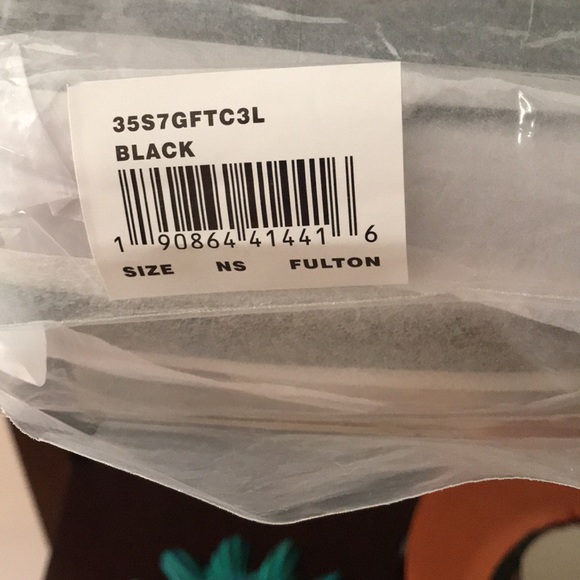 35S7GFTC3L
BLACK
1 90864 41441 6
SIZE NS FULTON